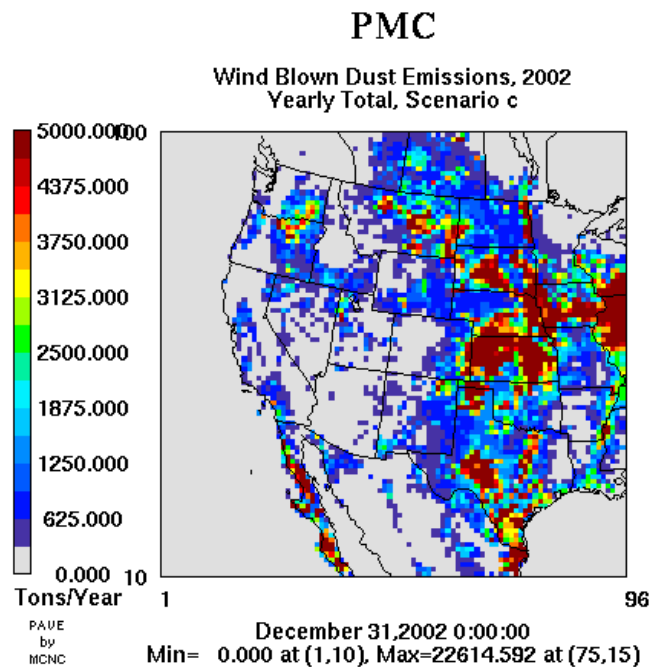 PMC
Wind Blown Dust Emissions, 2002
Yearly Total, Scenario c
5000.000
4375.000
3750.000
3125.000
2500.000
1875.000
1250.000
625.000
0.000
Tons/Year
100
10
1
96
PAVE
by
MCNC
December 31,2002 0:00:00
Min= 0.000 at (1,10), Max=22614.592 at (75,15)